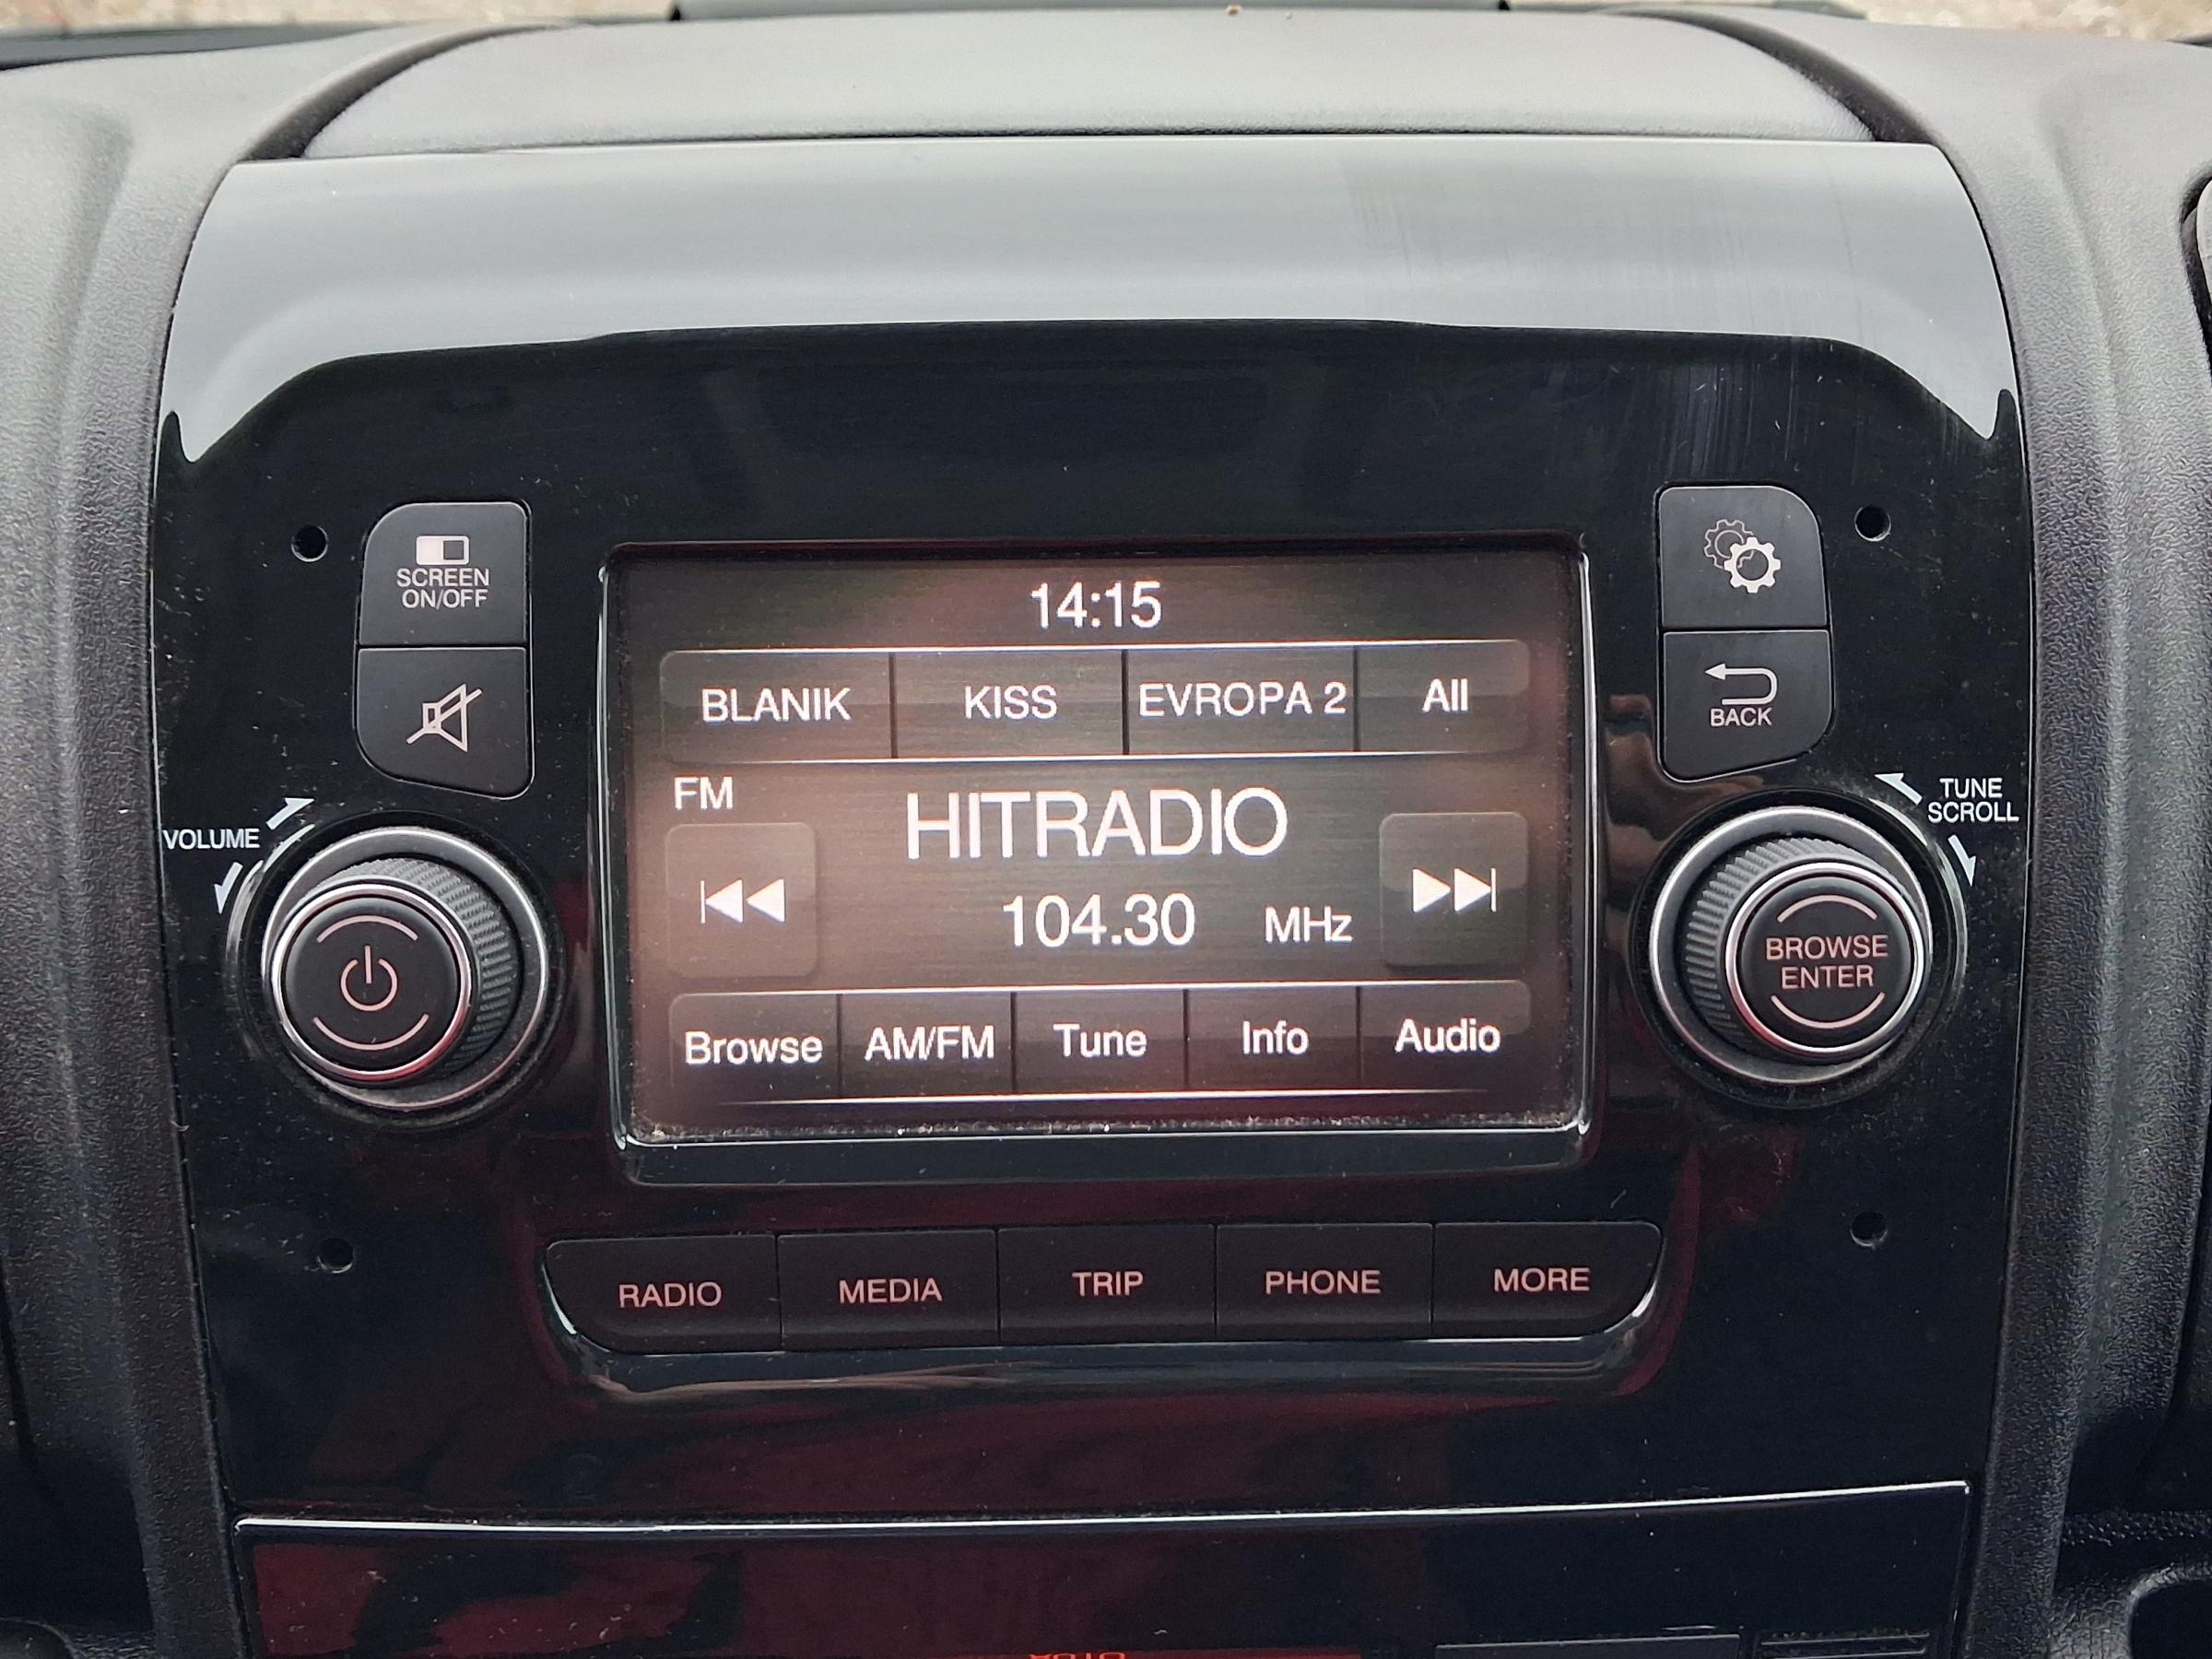 SCREEN
ON/OFF
14:15
BLANIK KISS EVROPA 2 All
BACK
FM
HITRADIO
104.30 MHz
VOLUME
TUNE
SCROLL
BROWSE
ENTER
Browse AM/FM Tune Info Audio
RADIO MEDIA TRIP PHONE MORE